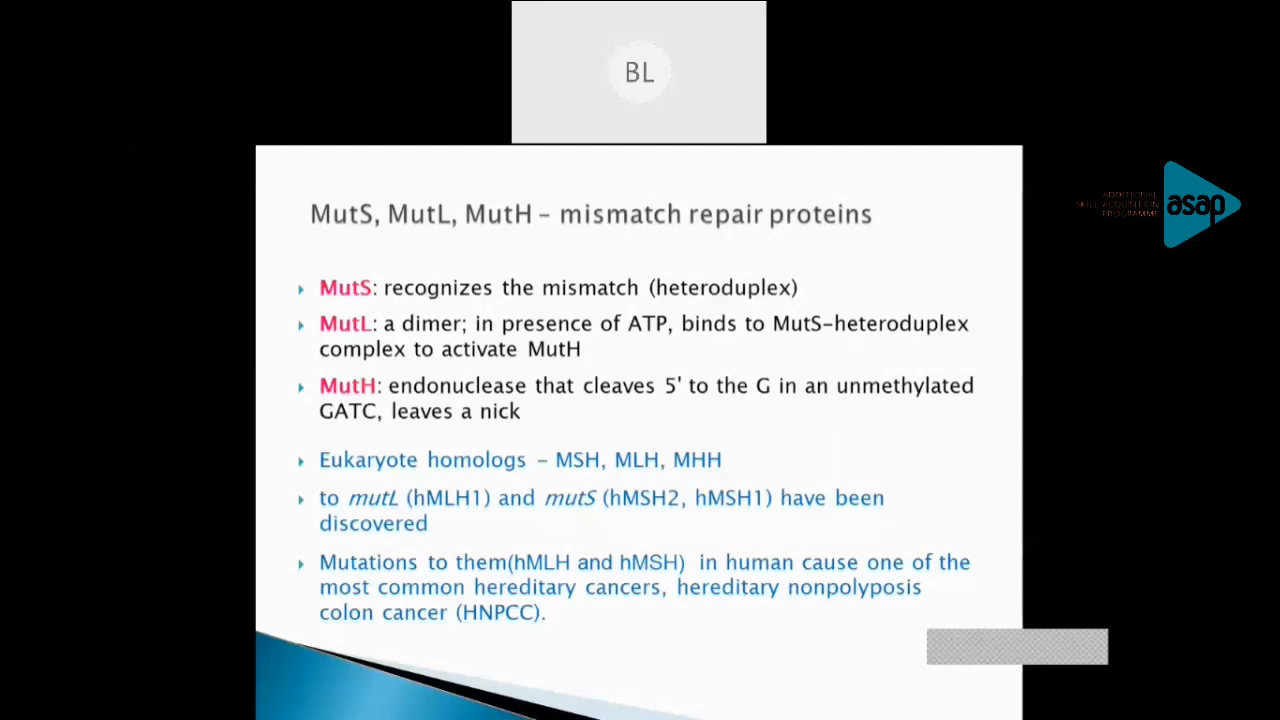 BL
ADDITIONAL
SKILL ACQUISITION
PROGRAMME
asap
MutS, MutL, MutH – mismatch repair proteins
MutS: recognizes the mismatch (heteroduplex)
MutL: a dimer; in presence of ATP, binds to MutS–heteroduplex
complex to activate MutH
MutH: endonuclease that cleaves 5' to the G in an unmethylated
GATC, leaves a nick
Eukaryote homologs – MSH, MLH, MHH
to mutL (hMLH1) and mutS (hMSH2, hMSH1) have been
discovered
Mutations to them(hMLH and hMSH) in human cause one of the
most common hereditary cancers, hereditary nonpolyposis
colon cancer (HNPCC).